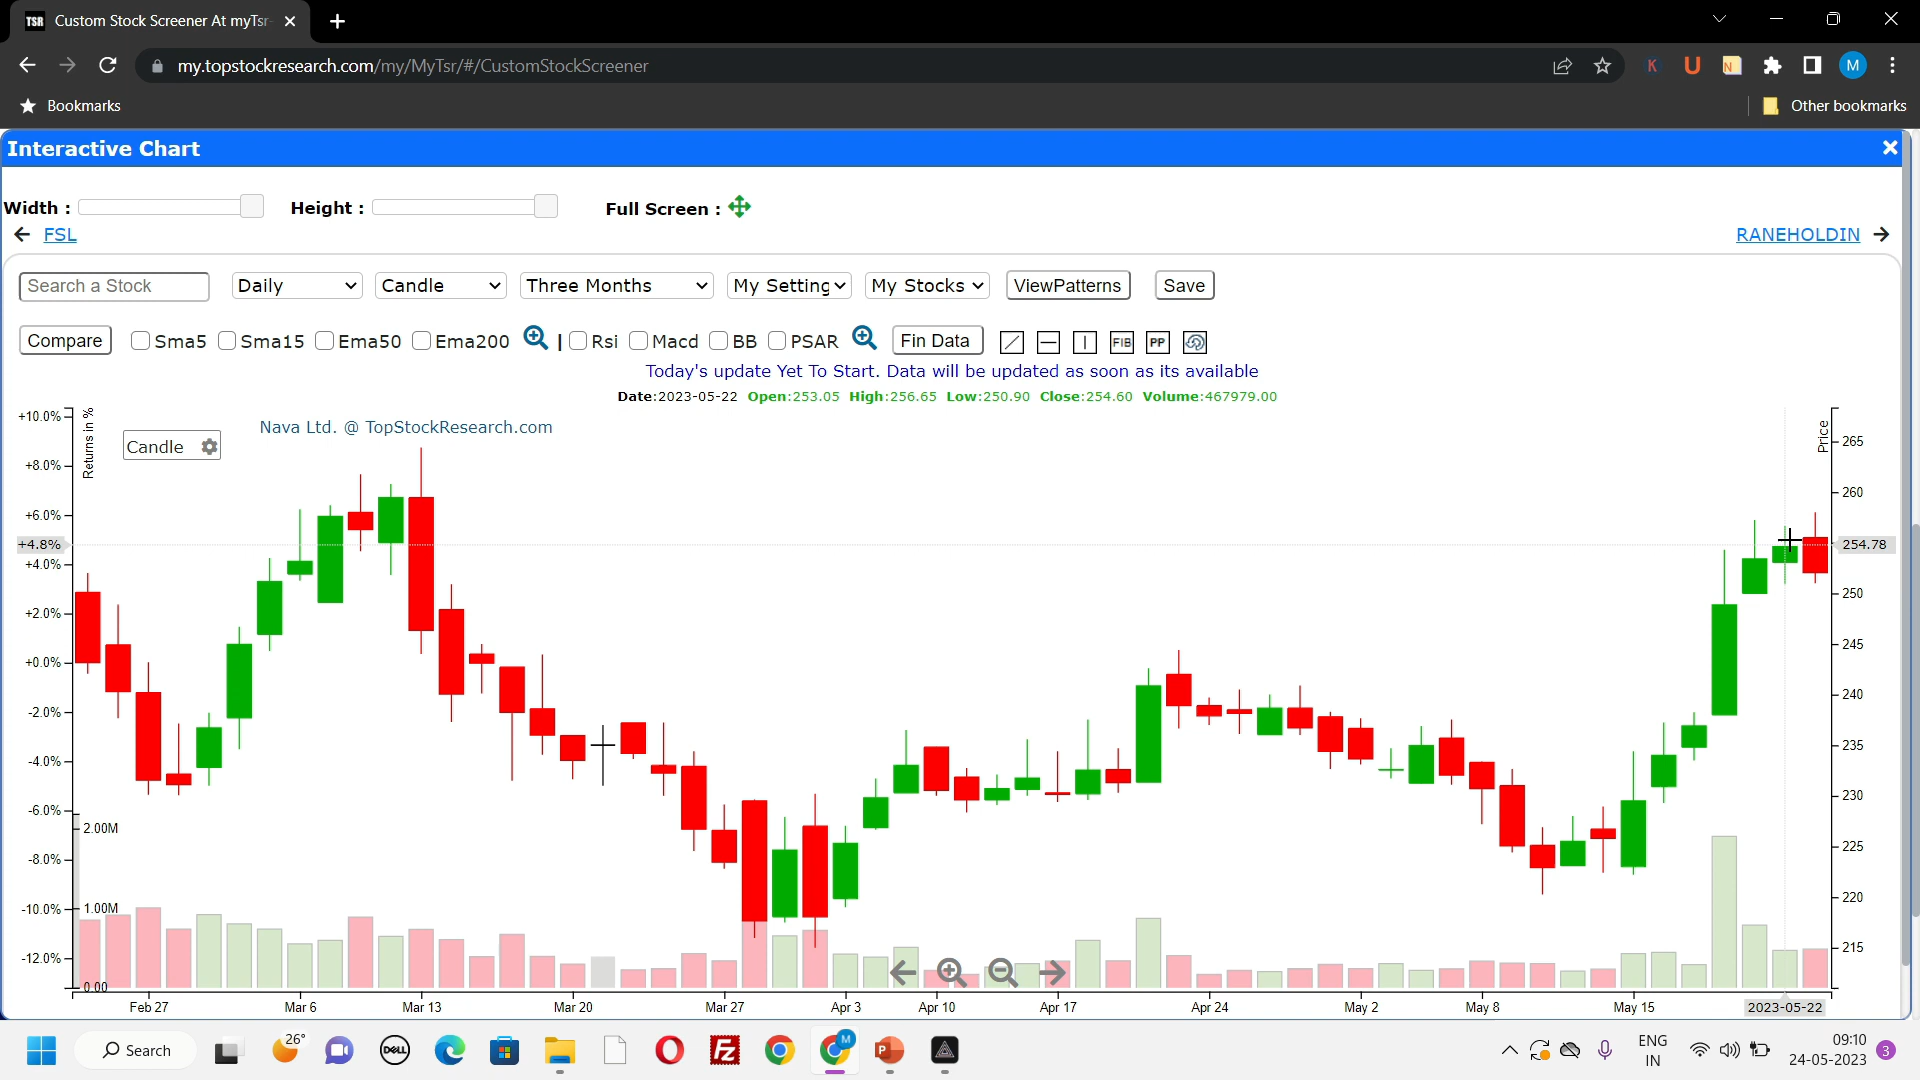 TSR Custom Stock Screener At myTsr
my.topstockresearch.com/my/MyTsr/#/CustomStockScreener
K U N M
Bookmarks
Other bookmarks
Interactive Chart
Width :
Height :
Full Screen :
FSL
RANEHOLDIN
Search a Stock
Daily
Candle
Three Months
My Setting
My Stocks
ViewPatterns
Save
Compare
Sma5
Sma15
Ema50
Ema200
|
Rsi
Macd
BB
PSAR
Fin Data
FIB
PP
Today's update Yet To Start. Data will be updated as soon as its available
Date:2023-05-22 Open:253.05 High:256.65 Low:250.90 Close:254.60 Volume:467979.00
Nava Ltd. @ TopStockResearch.com
Candle
Returns in %
+10.0%
+8.0%
+6.0%
+4.8%
+4.0%
+2.0%
+0.0%
-2.0%
-4.0%
-6.0%
-8.0%
-10.0%
-12.0%
2.00M
1.00M
0.00
Price
265
260
254.78
250
245
240
235
230
225
220
215
Feb 27
Mar 6
Mar 13
Mar 20
Mar 27
Apr 3
Apr 10
Apr 17
Apr 24
May 2
May 8
May 15
2023-05-22
Search
26°
DELL
Fz
M
P
ENG
IN
09:10
24-05-2023
3